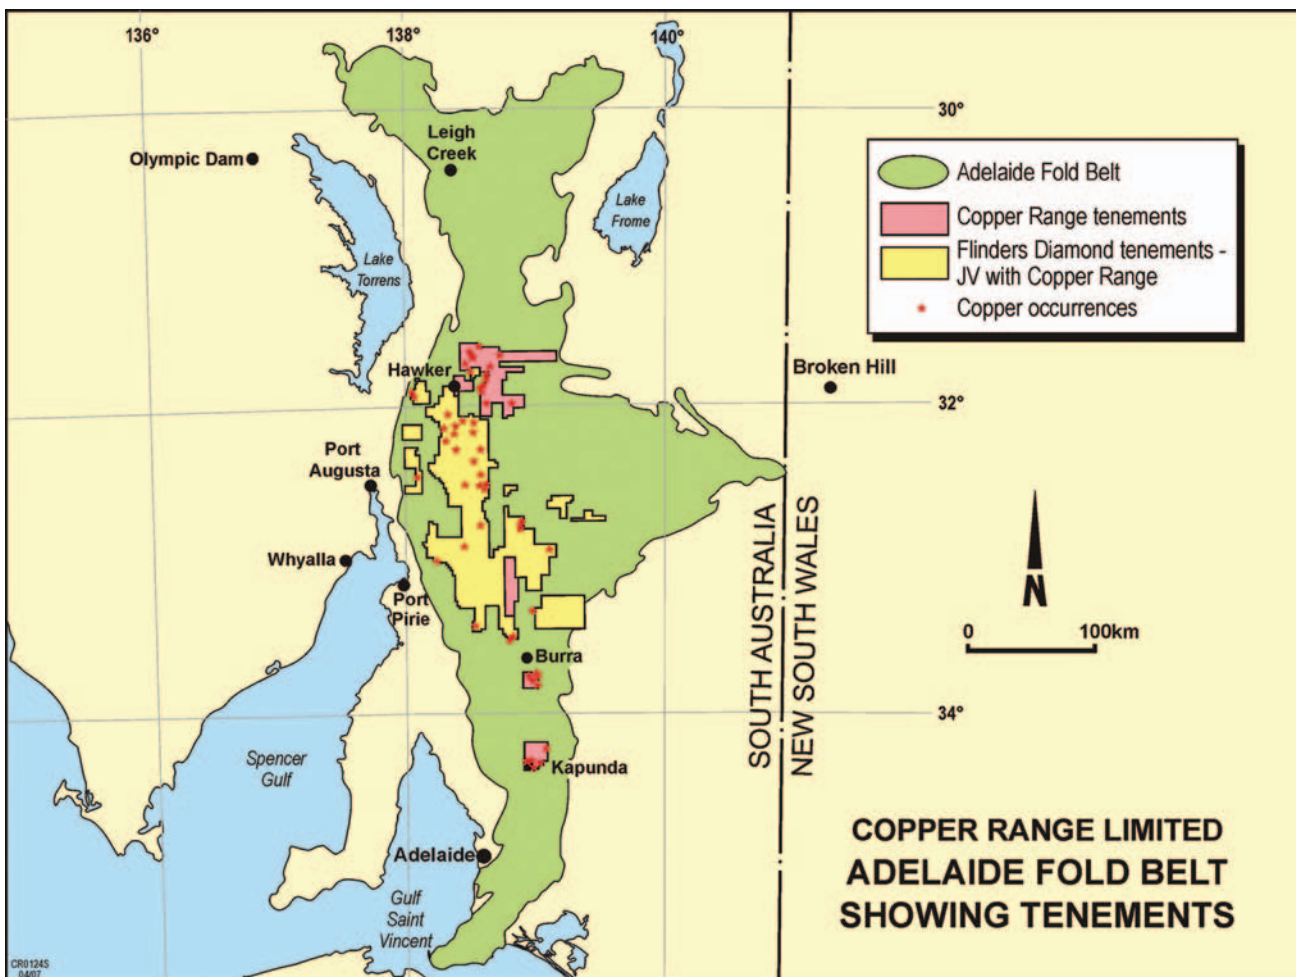 136°
138°
140°
30°
Leigh
Creek
Olympic Dam
Lake
Frome
Lake
Torrens
Adelaide Fold Belt
Copper Range tenements
Flinders Diamond tenements -
JV with Copper Range
Copper occurrences
Hawker
Broken Hill
32°
Port
Augusta
Whyalla
Port
Pirie
SOUTH AUSTRALIA
NEW SOUTH WALES
N
0 100km
Burra
34°
Spencer
Gulf
Kapunda
Adelaide
Gulf
Saint
Vincent
COPPER RANGE LIMITED
ADELAIDE FOLD BELT
SHOWING TENEMENTS
CR0124S
04/07